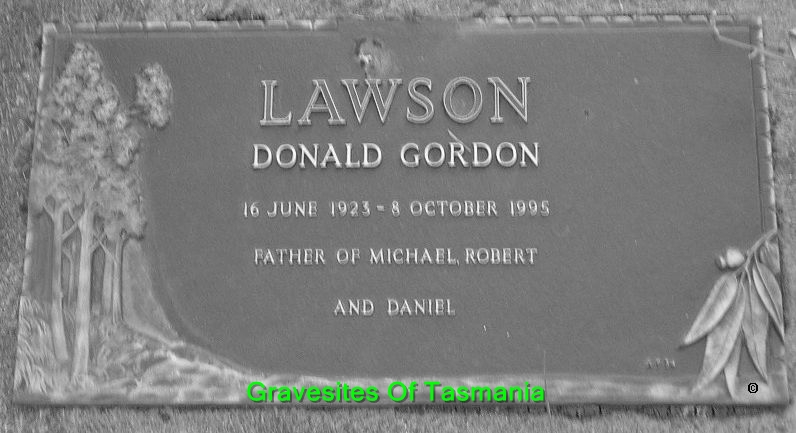 LAWSON
DONALD GORDON
16 JUNE 1923 = 8 OCTOBER 1995
FATHER OF MICHAEL, ROBERT
AND DANIEL
Gravesites Of Tasmania
©